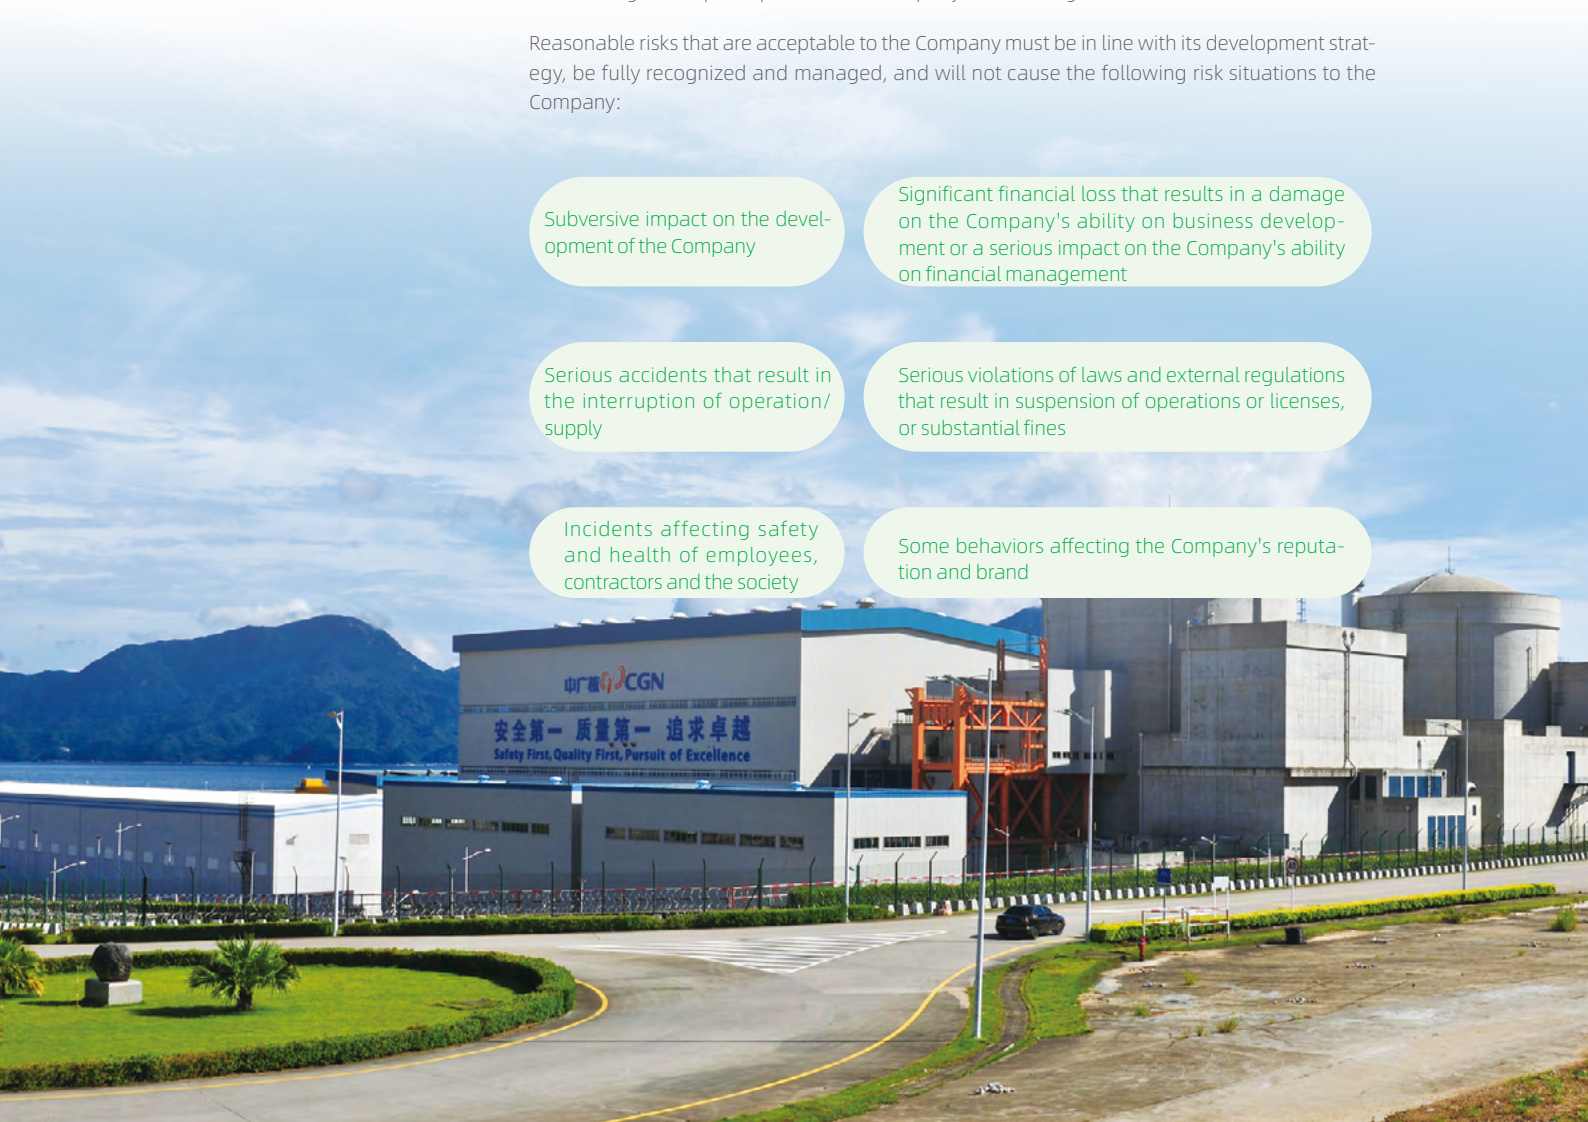 Reasonable risks that are acceptable to the Company must be in line with its development strat-
egy, be fully recognized and managed, and will not cause the following risk situations to the
Company:
Subversive impact on the devel-
opment of the Company
Significant financial loss that results in a damage
on the Company's ability on business develop-
ment or a serious impact on the Company's ability
on financial management
Serious accidents that result in
the interruption of operation/
supply
Serious violations of laws and external regulations
that result in suspension of operations or licenses,
or substantial fines
Incidents affecting safety
and health of employees,
contractors and the society
Some behaviors affecting the Company's reputa-
tion and brand
中广核 CGN
安全第一 质量第一 追求卓越
Safety First, Quality First, Pursuit of Excellence